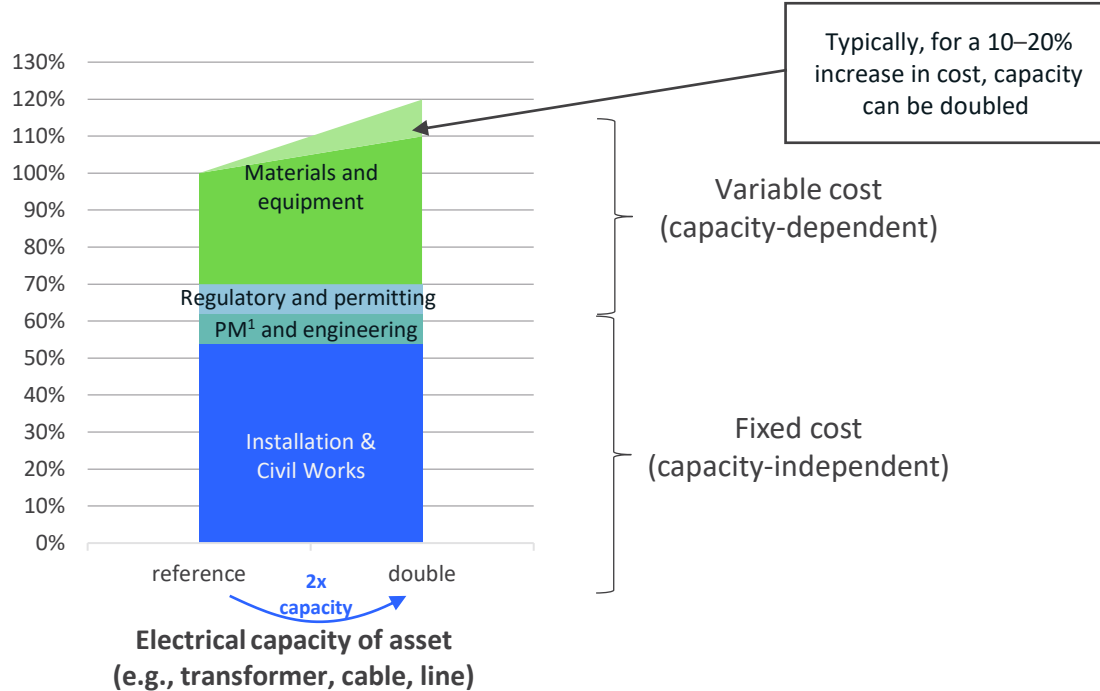 Typically, for a 10–20%
increase in cost, capacity
can be doubled
130%
120%
110%
100%
90%
80%
70%
60%
50%
40%
30%
20%
10%
0%
Materials and
equipment
Regulatory and permitting
PM¹ and engineering
Installation &
Civil Works
Variable cost
(capacity-dependent)
Fixed cost
(capacity-independent)
reference
double
2x
capacity
Electrical capacity of asset
(e.g., transformer, cable, line)